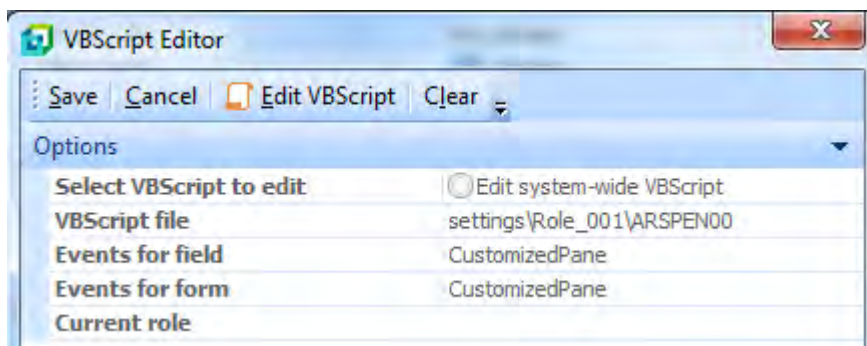 VBScript Editor
Save Cancel Edit VBScript Clear
Options
Select VBScript to edit Edit system-wide VBScript
VBScript file settings\Role_001\ARSPEN00
Events for field CustomizedPane
Events for form CustomizedPane
Current role